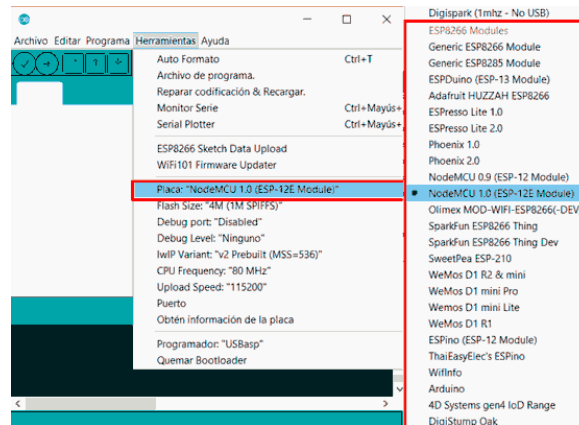 Archivo Editar Programa Herramientas Ayuda
Auto Formato Ctrl+T
Archivo de programa.
Reparar codificación & Recargar.
Monitor Serie Ctrl+Mayús+
Serial Plotter Ctrl+Mayús+
ESP8266 Sketch Data Upload
WiFi101 Firmware Updater
Placa: "NodeMCU 1.0 (ESP-12E Module)"
Flash Size: "4M (1M SPIFFS)"
Debug port: "Disabled"
Debug Level: "Ninguno"
lwIP Variant: "v2 Prebuilt (MSS=536)"
CPU Frequency: "80 MHz"
Upload Speed: "115200"
Puerto
Obtén información de la placa
Programador: "USBasp"
Quemar Bootloader
Digispark (1mhz - No USB)
ESP8266 Modules
Generic ESP8266 Module
Generic ESP8285 Module
ESPDuino (ESP-13 Module)
Adafruit HUZZAH ESP8266
ESPresso Lite 1.0
ESPresso Lite 2.0
Phoenix 1.0
Phoenix 2.0
NodeMCU 0.9 (ESP-12 Module)
NodeMCU 1.0 (ESP-12E Module)
Olimex MOD-WIFI-ESP8266(-DEV
SparkFun ESP8266 Thing
SparkFun ESP8266 Thing Dev
SweetPea ESP-210
WeMos D1 R2 & mini
WeMos D1 mini Pro
Wemos D1 mini Lite
WeMos D1 R1
ESPino (ESP-12 Module)
ThaiEasyElec's ESPino
WifInfo
Arduino
4D Systems gen4 IoD Range
DigiStump Oak